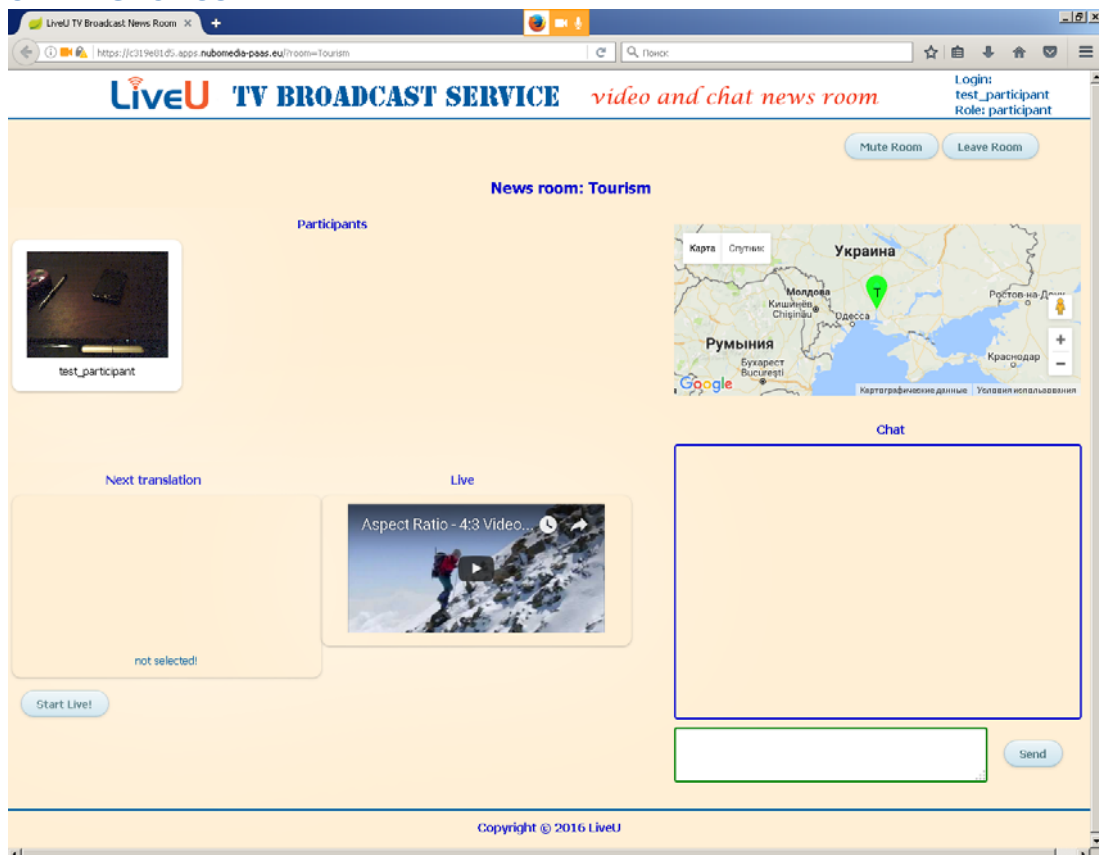 LiveU TV Broadcast News Room
https://c319e01d5.apps.nubomedia-paas.eu/?room=Tourism
Поиск
LiveU TV BROADCAST SERVICE video and chat news room
Login:
test_participant
Role: participant
Mute Room Leave Room
News room: Tourism
Participants
test_participant
Карта Спутник
Украина
T
Молдова
Кишинёв
Chișinău
Одесса
Ростов-на-Дону
Румыния
Бухарест
București
Краснодар
+
−
Google
Картографические данные Условия использования
Chat
Next translation
Live
Aspect Ratio - 4:3 Video...
not selected!
Start Live!
Send
Copyright © 2016 LiveU